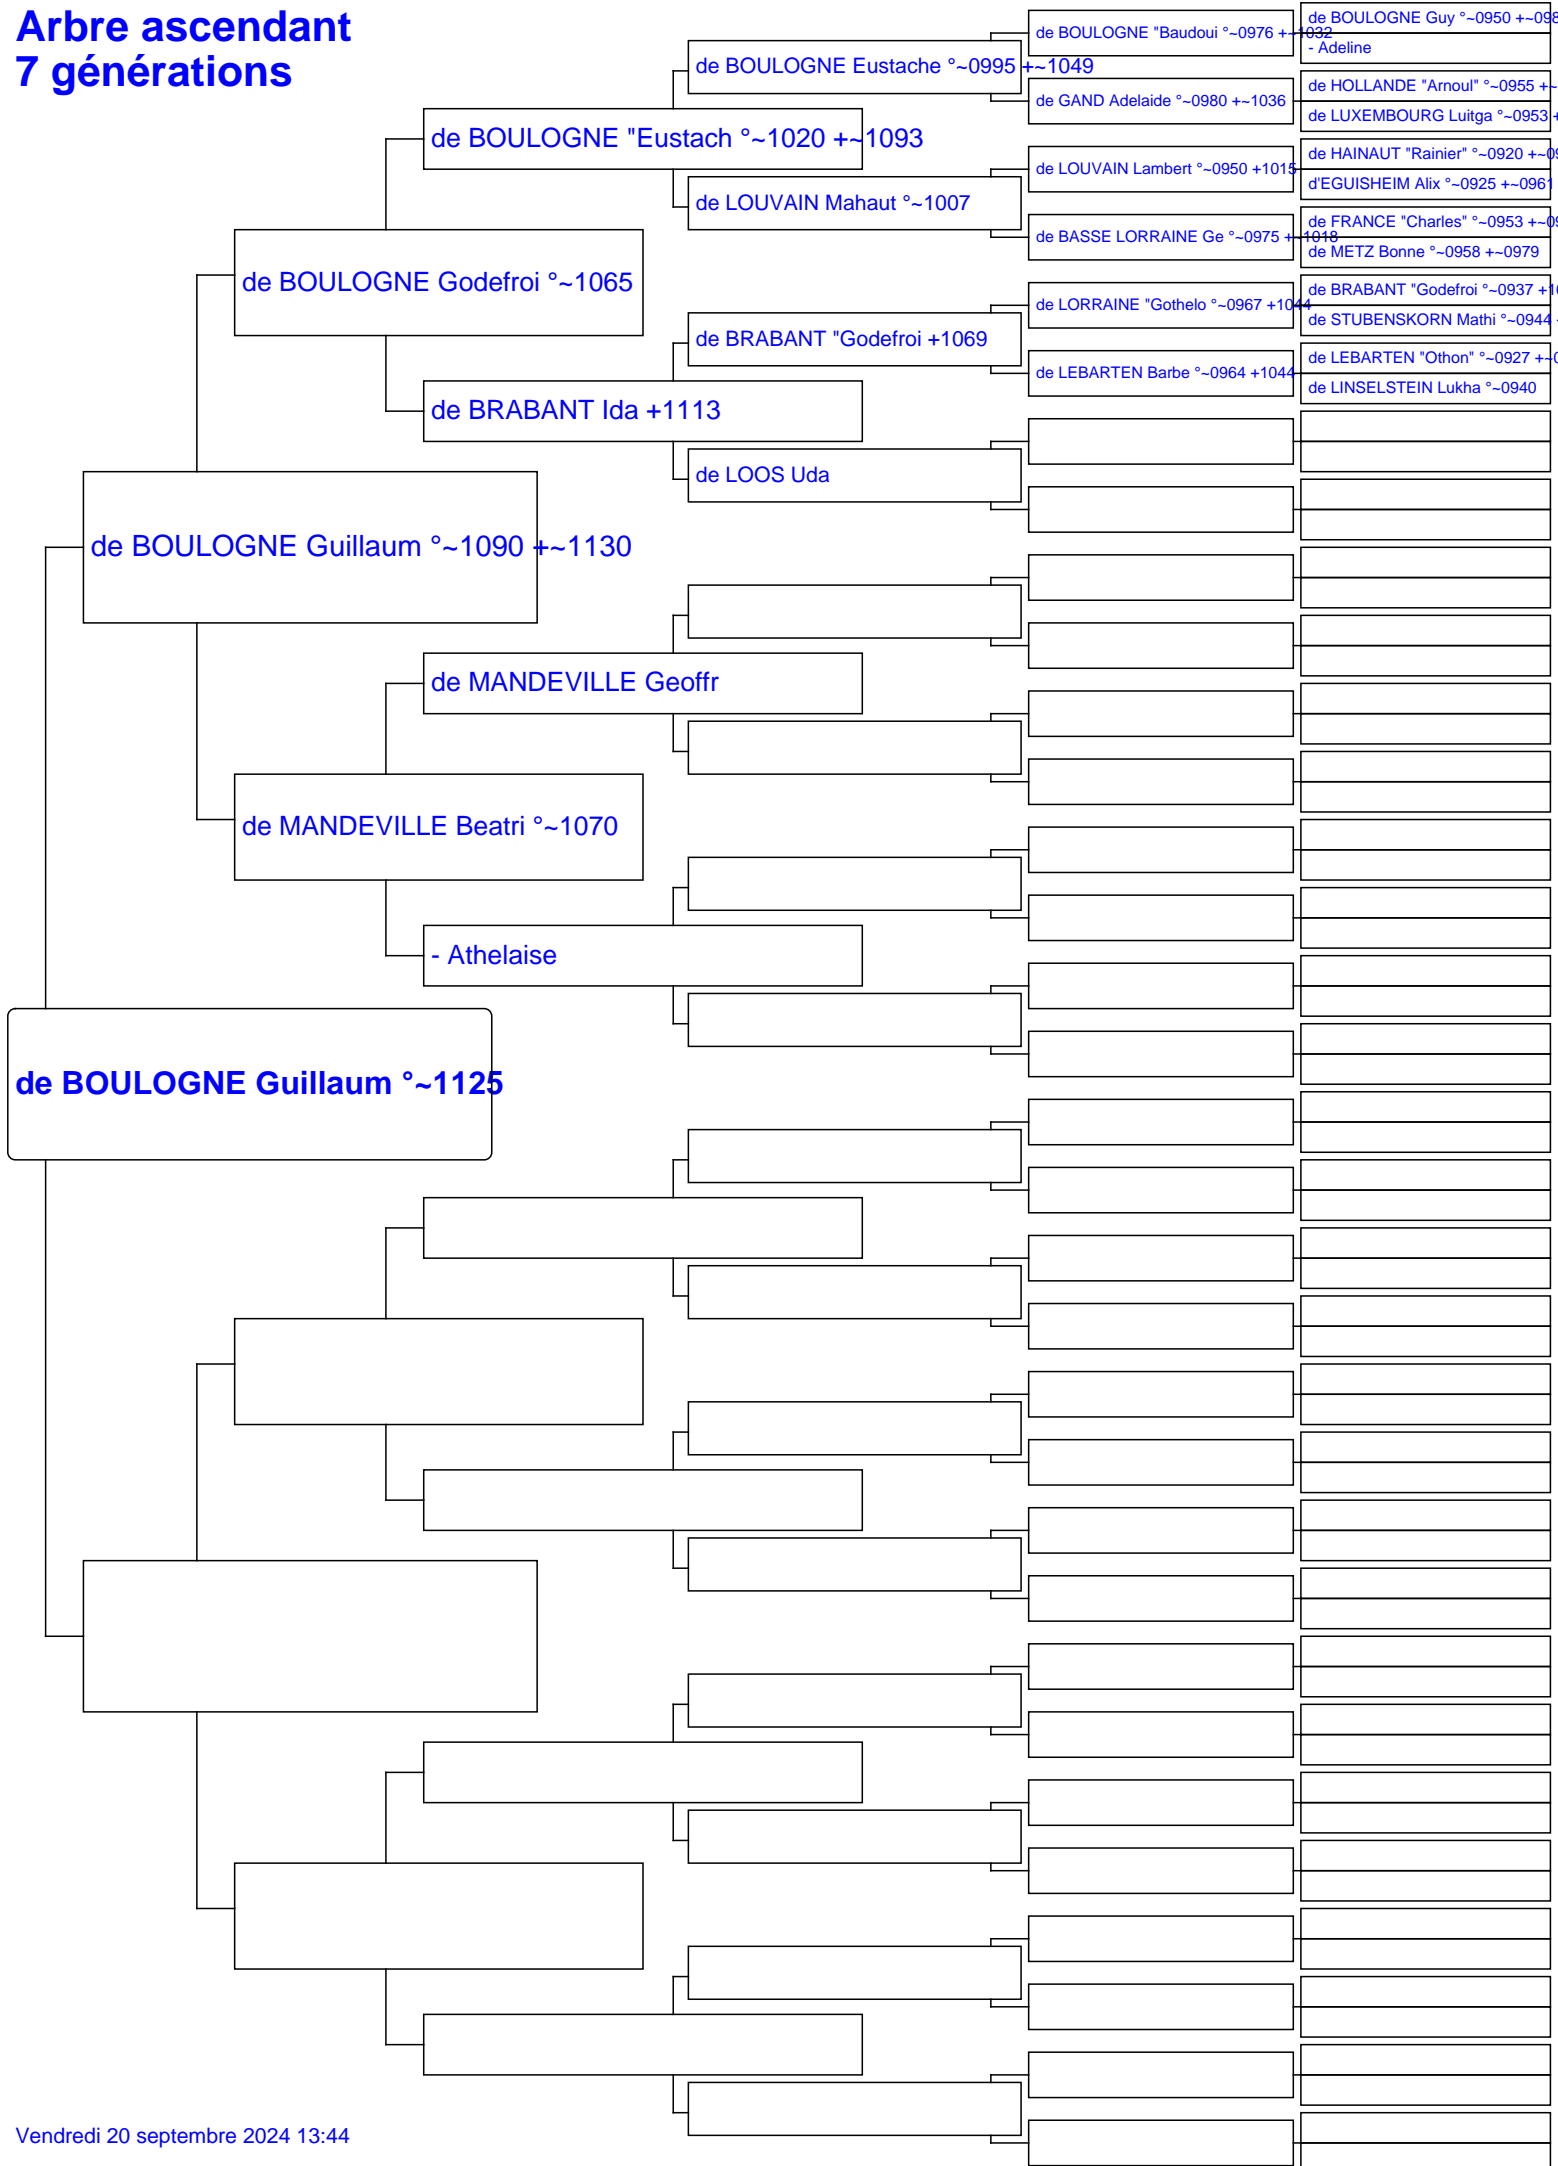 Arbre ascendant
7 générations
de BOULOGNE Guy °~0950 +~098
de BOULOGNE "Baudoui °~0976 +~1032
- Adeline
de BOULOGNE Eustache °~0995 +~1049
de HOLLANDE "Arnoul" °~0955 +~
de GAND Adelaide °~0980 +~1036
de LUXEMBOURG Luitga °~0953 +
de BOULOGNE "Eustach °~1020 +~1093
de HAINAUT "Rainier" °~0920 +~09
de LOUVAIN Lambert °~0950 +1015
d'EGUISHEIM Alix °~0925 +~0961
de LOUVAIN Mahaut °~1007
de FRANCE "Charles" °~0953 +~09
de BASSE LORRAINE Ge °~0975 +~1018
de METZ Bonne °~0958 +~0979
de BOULOGNE Godefroi °~1065
de BRABANT "Godefroi °~0937 +10
de LORRAINE "Gothelo °~0967 +1044
de STUBENSKORN Mathi °~0944
de BRABANT "Godefroi +1069
de LEBARTEN "Othon" °~0927 +~0
de LEBARTEN Barbe °~0964 +1044
de LINSELSTEIN Lukha °~0940
de BRABANT Ida +1113
de LOOS Uda
de BOULOGNE Guillaum °~1090 +~1130
de MANDEVILLE Geoffr
de MANDEVILLE Beatri °~1070
- Athelaise
de BOULOGNE Guillaum °~1125
Vendredi 20 septembre 2024 13:44